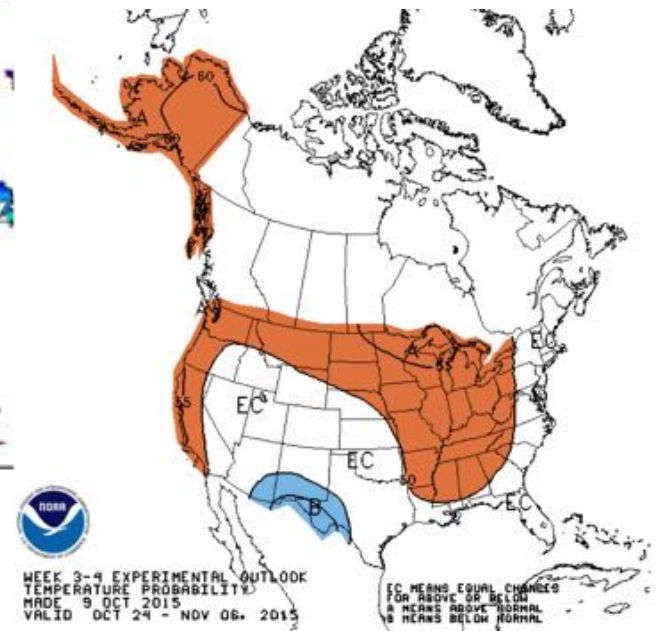 60
A
A
A
EC
55
55
EC
EC
50
B
EC
NOAA
WEEK 3-4 EXPERIMENTAL OUTLOOK
TEMPERATURE PROBABILITY
MADE 9 OCT 2015
VALID OCT 24 - NOV 06, 2015
EC MEANS EQUAL CHANCES
FOR ABOVE OR BELOW
A MEANS ABOVE NORMAL
B MEANS BELOW NORMAL